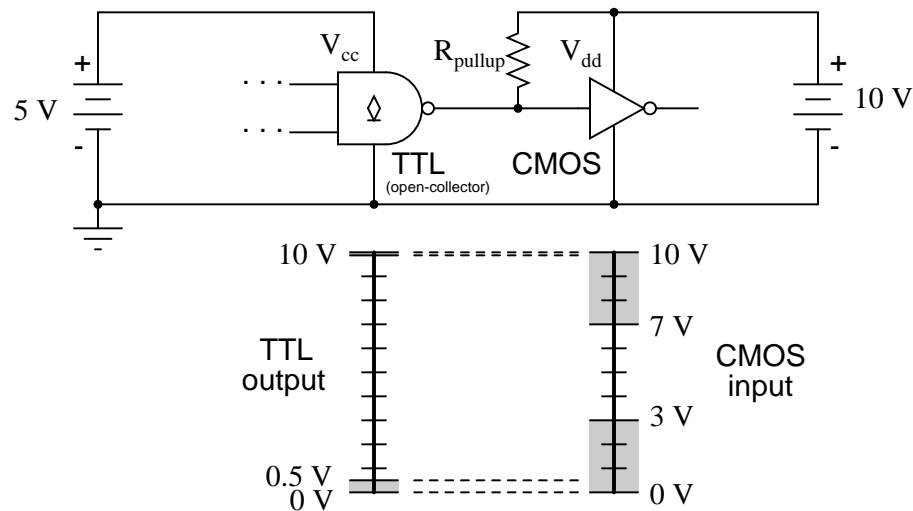 +
V_cc
R_pullup
V_dd
+
5 V
. . .
. . .
10 V
-
-
TTL
(open-collector)
CMOS
10 V
10 V
7 V
TTL
output
CMOS
input
3 V
0.5 V
0 V
0 V